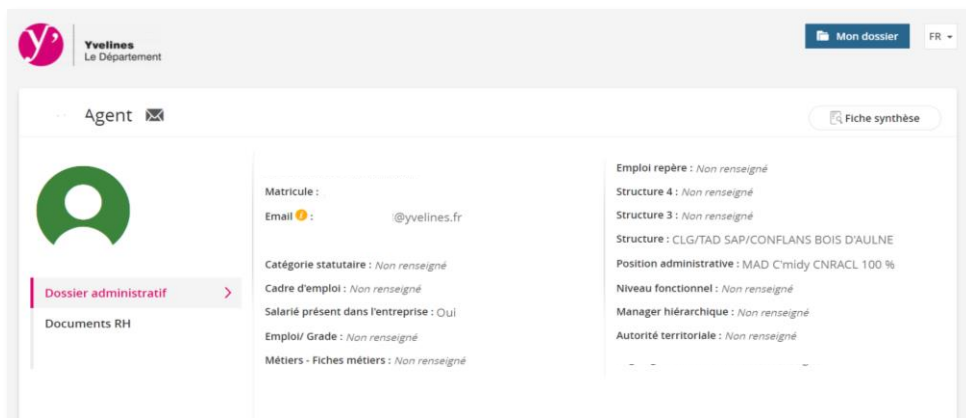 y'
Yvelines
Le Département
Mon dossier
FR
Agent
Fiche synthèse
Dossier administratif
Documents RH
Matricule :
Email i :
@yvelines.fr
Catégorie statutaire : Non renseigné
Cadre d'emploi : Non renseigné
Salarié présent dans l'entreprise : Oui
Emploi/ Grade : Non renseigné
Métiers - Fiches métiers : Non renseigné
Emploi repère : Non renseigné
Structure 4 : Non renseigné
Structure 3 : Non renseigné
Structure : CLG/TAD SAP/CONFLANS BOIS D'AULNE
Position administrative : MAD C'midy CNRACL 100 %
Niveau fonctionnel : Non renseigné
Manager hiérarchique : Non renseigné
Autorité territoriale : Non renseigné